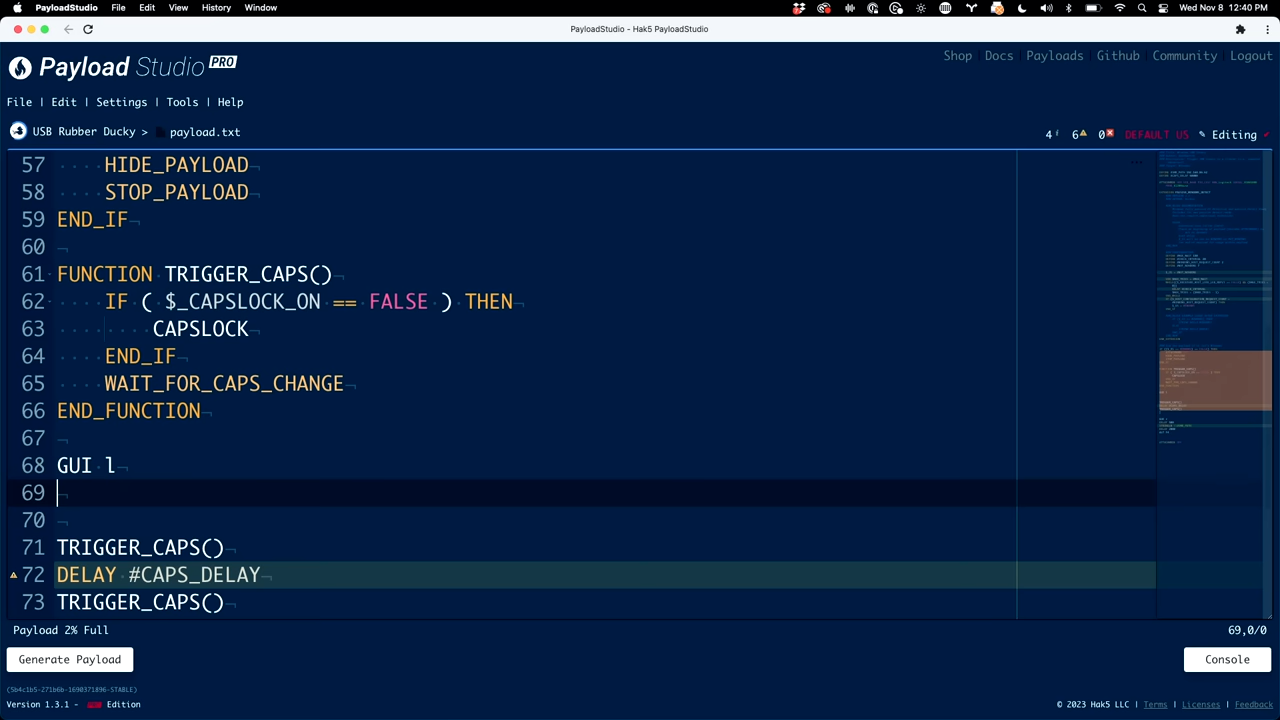 PayloadStudio File Edit View History Window Wed Nov 8 12:40 PM
PayloadStudio - Hak5 PayloadStudio
Payload Studio PRO
Shop Docs Payloads Github Community Logout
File | Edit | Settings | Tools | Help
USB Rubber Ducky > payload.txt
4 6 0 DEFAULT US Editing
57 HIDE_PAYLOAD
58 STOP_PAYLOAD
59 END_IF
60
61 FUNCTION TRIGGER_CAPS()
62 IF ( $_CAPSLOCK_ON == FALSE ) THEN
63 CAPSLOCK
64 END_IF
65 WAIT_FOR_CAPS_CHANGE
66 END_FUNCTION
67
68 GUI l
69
70
71 TRIGGER_CAPS()
72 DELAY #CAPS_DELAY
73 TRIGGER_CAPS()
Payload 2% Full
69,0/0
Generate Payload
Console
(5b4c1b5-271b6b-1690371896-STABLE)
Version 1.3.1 - Edition
© 2023 Hak5 LLC | Terms | Licenses | Feedback